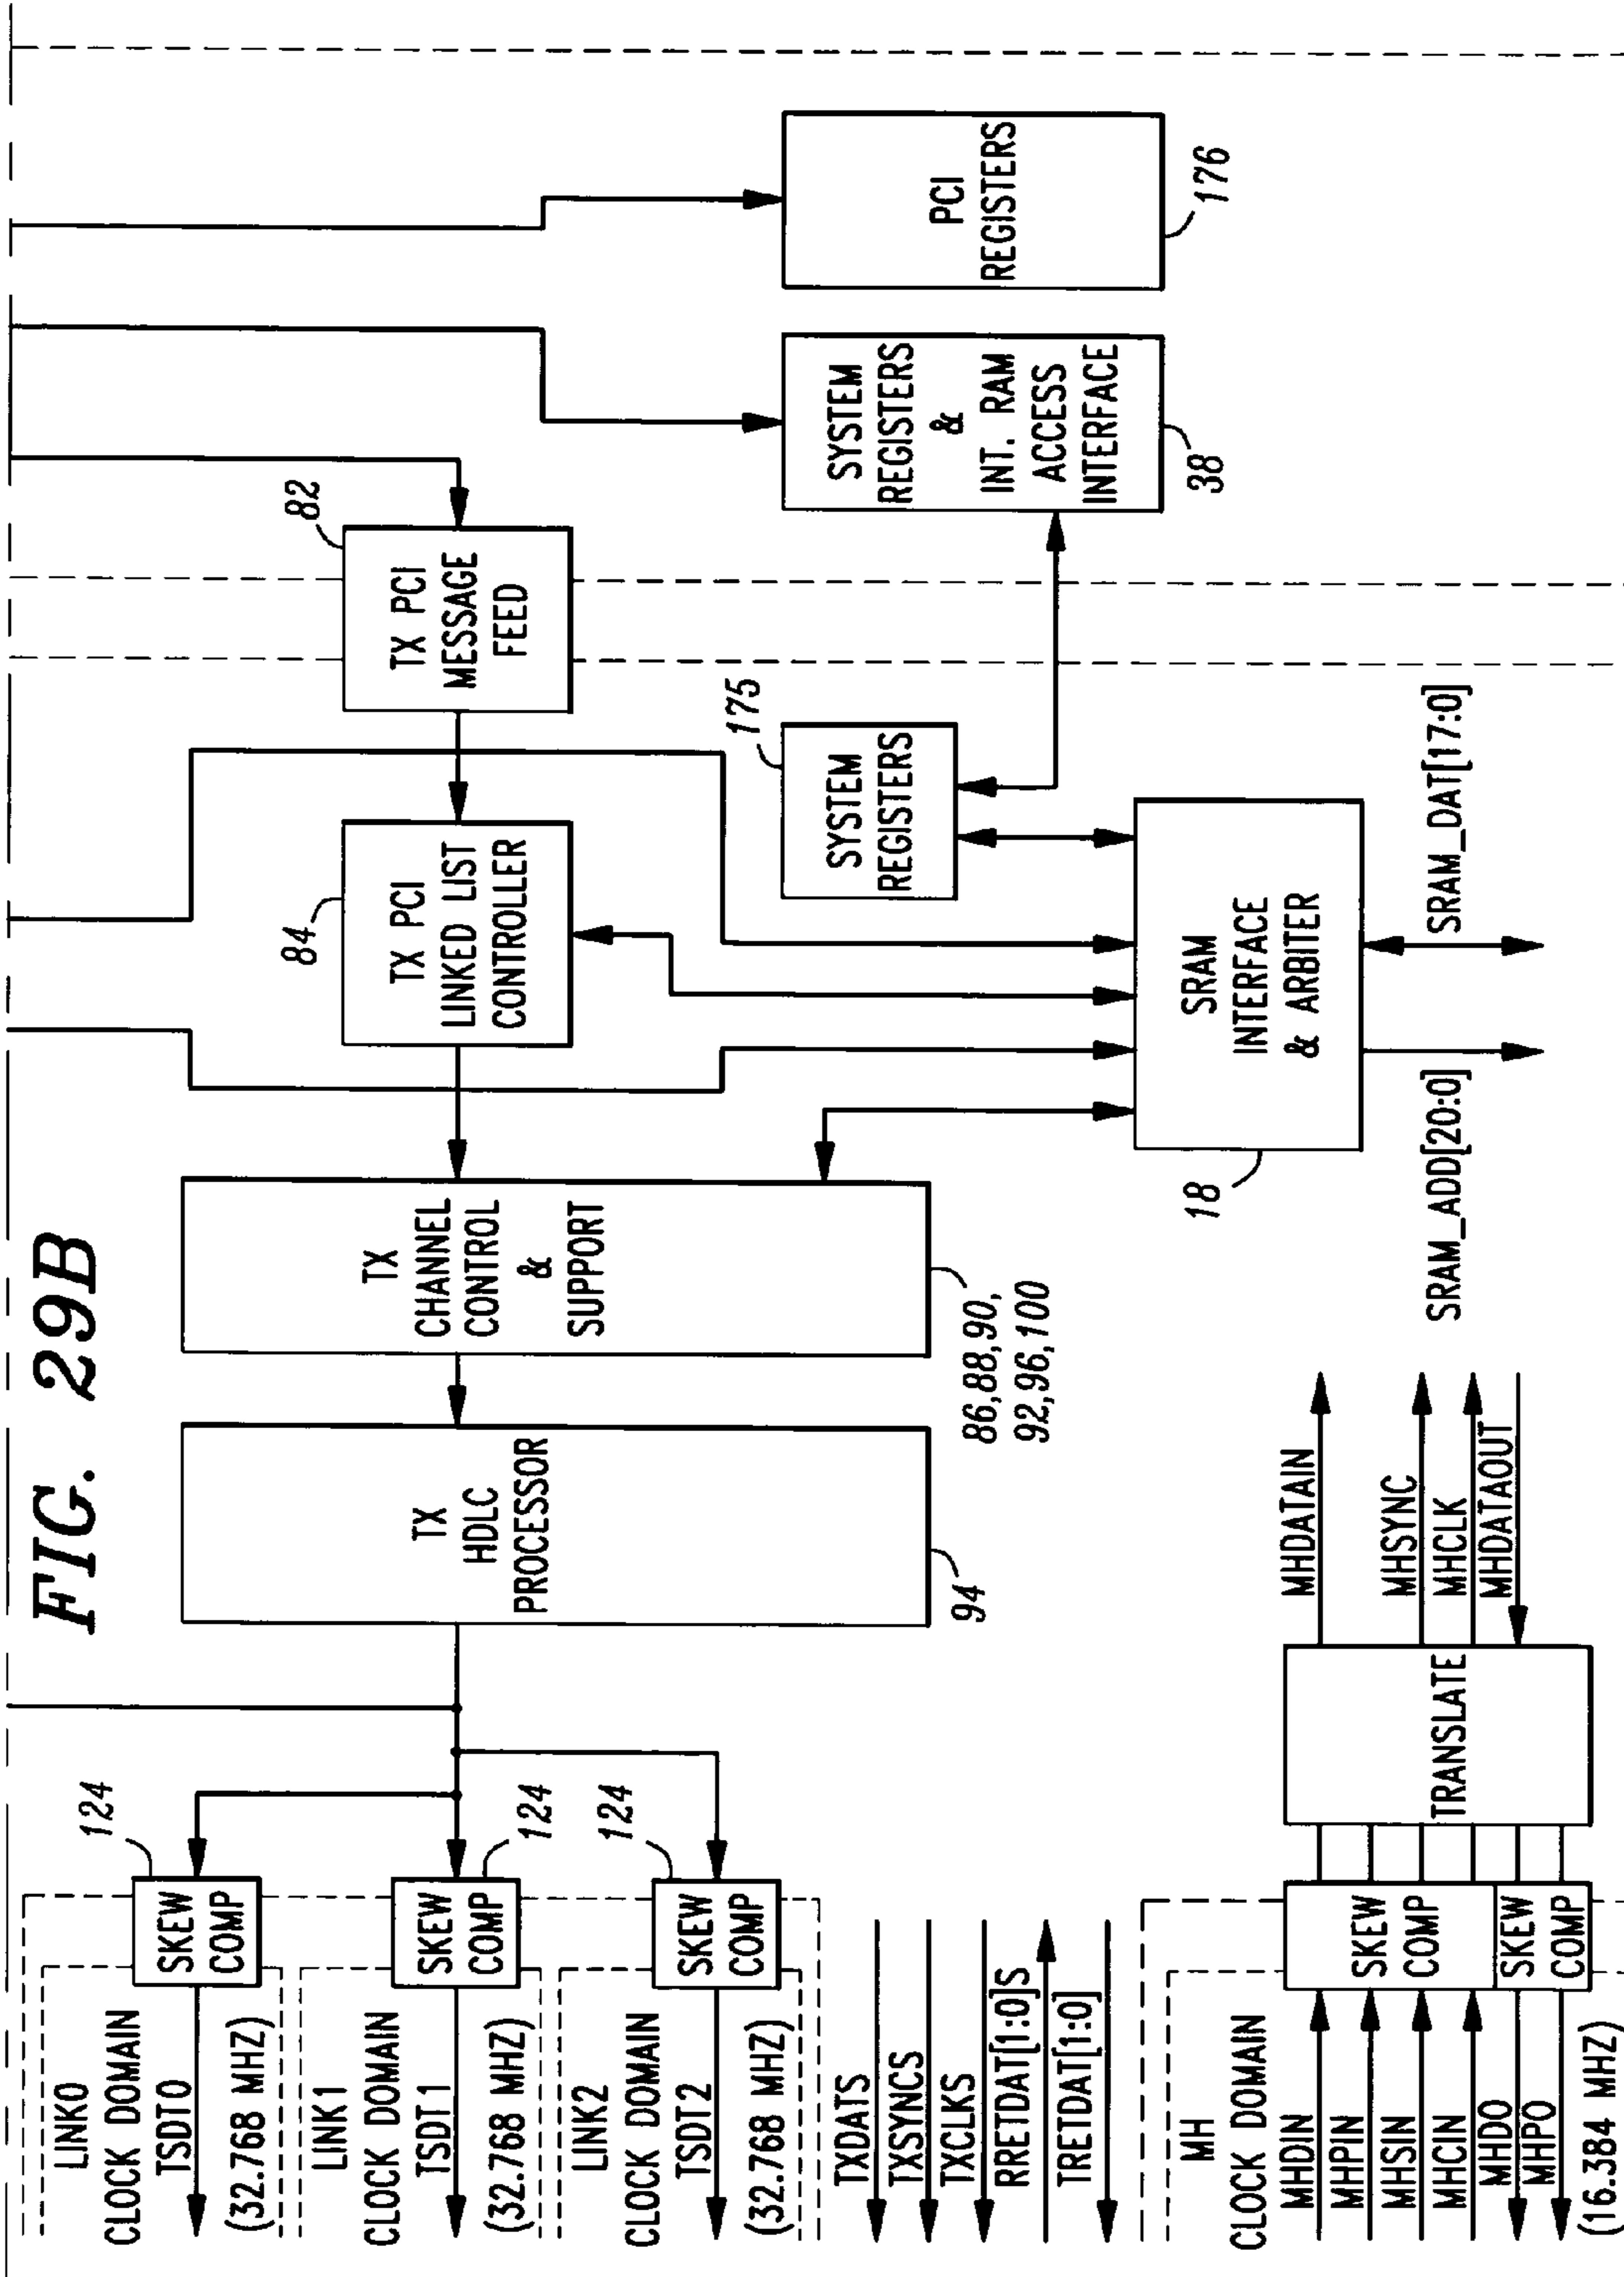 FIG. 29B
LINK0
CLOCK DOMAIN
TSDT0
(32.768 MHZ)
SKEW
COMP
124
LINK1
CLOCK DOMAIN
TSDT1
(32.768 MHZ)
SKEW
COMP
124
LINK2
CLOCK DOMAIN
TSDT2
(32.768 MHZ)
SKEW
COMP
124
TX
HDLC
PROCESSOR
94
TX
CHANNEL
CONTROL
&
SUPPORT
86,88,90,
92,96,100
84
TX PCI
LINKED LIST
CONTROLLER
82
TX PCI
MESSAGE
FEED
175
SYSTEM
REGISTERS
SYSTEM
REGISTERS
&
INT. RAM
ACCESS
INTERFACE
38
PCI
REGISTERS
176
SRAM
INTERFACE
& ARBITER
18
SRAM_ADD[20:0]
SRAM_DAT[17:0]
TXDATS
TXSYNCS
TXCLKS
RRETDAT[1:0]S
TRETDAT[1:0]
MH
CLOCK DOMAIN
MHDIN
MHPIN
MHSIN
MHCIN
MHDO
MHPO
(16.384 MHZ)
SKEW
COMP
SKEW
COMP
TRANSLATE
MHDATAIN
MHSYNC
MHCLK
MHDATAOUT